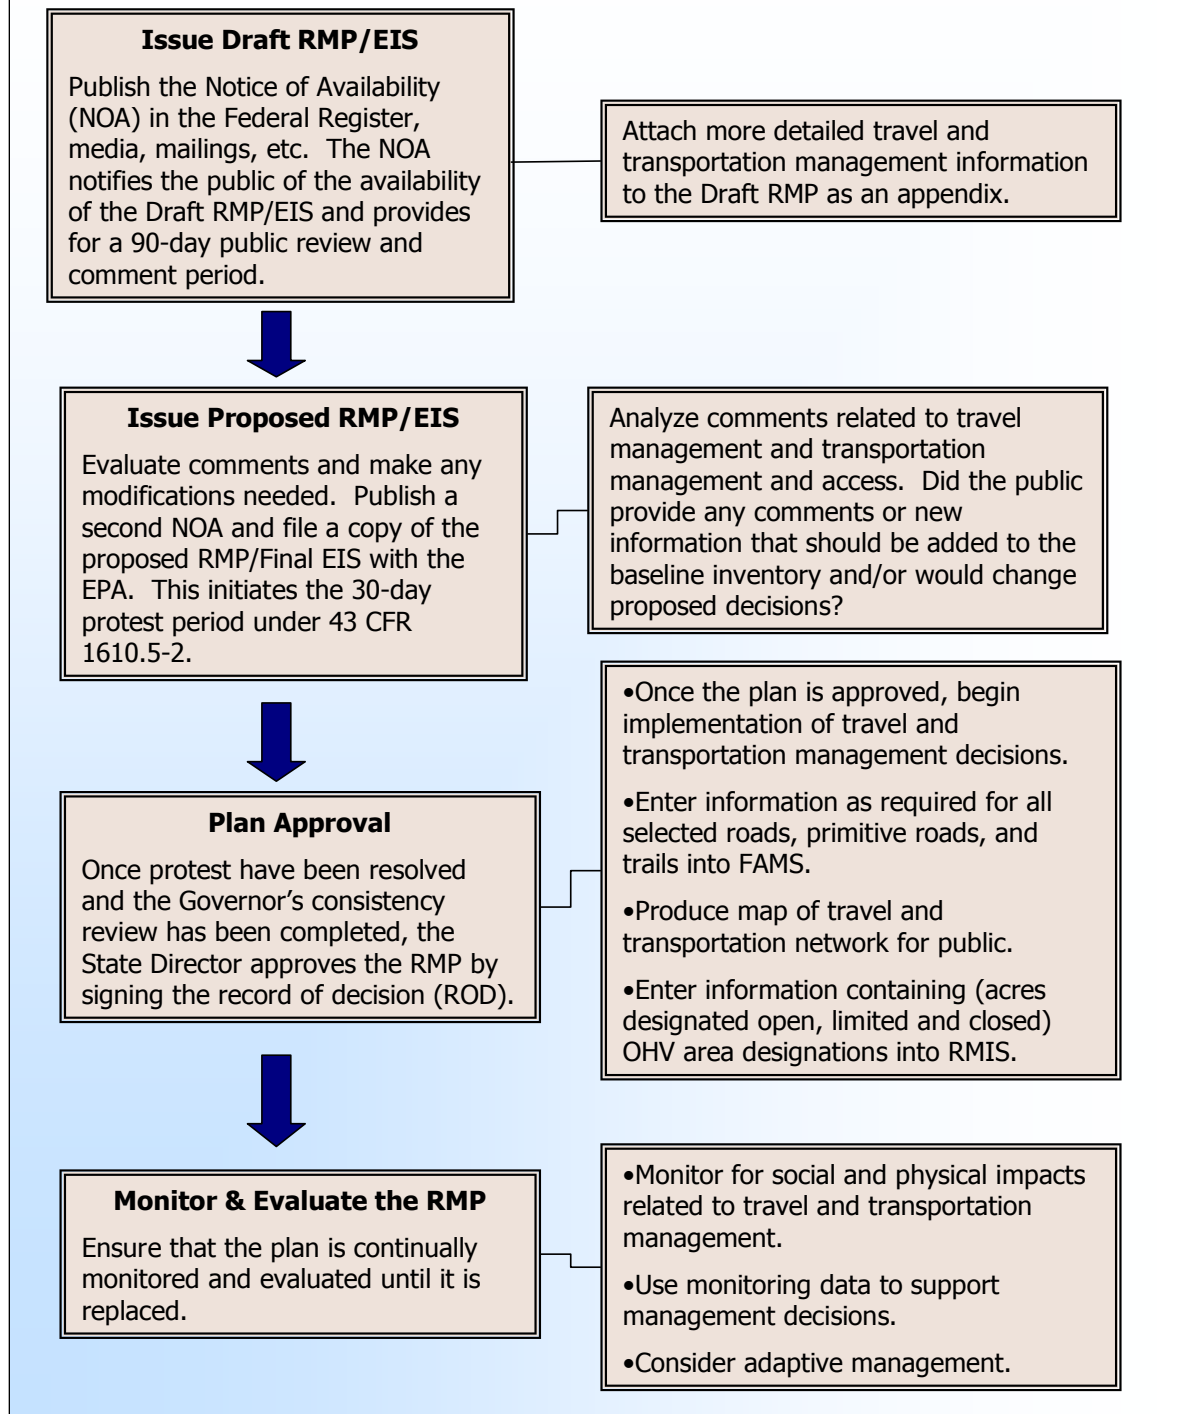 Issue Draft RMP/EIS
Publish the Notice of Availability
(NOA) in the Federal Register,
media, mailings, etc.  The NOA
notifies the public of the availability
of the Draft RMP/EIS and provides
for a 90-day public review and
comment period.
Attach more detailed travel and
transportation management information
to the Draft RMP as an appendix.
Issue Proposed RMP/EIS
Evaluate comments and make any
modifications needed.  Publish a
second NOA and file a copy of the
proposed RMP/Final EIS with the
EPA.  This initiates the 30-day
protest period under 43 CFR
1610.5-2.
Analyze comments related to travel
management and transportation
management and access.  Did the public
provide any comments or new
information that should be added to the
baseline inventory and/or would change
proposed decisions?
Plan Approval
Once protest have been resolved
and the Governor’s consistency
review has been completed, the
State Director approves the RMP by
signing the record of decision (ROD).
•Once the plan is approved, begin
implementation of travel and
transportation management decisions.
•Enter information as required for all
selected roads, primitive roads, and
trails into FAMS.
•Produce map of travel and
transportation network for public.
•Enter information containing (acres
designated open, limited and closed)
OHV area designations into RMIS.
Monitor & Evaluate the RMP
Ensure that the plan is continually
monitored and evaluated until it is
replaced.
•Monitor for social and physical impacts
related to travel and transportation
management.
•Use monitoring data to support
management decisions.
•Consider adaptive management.